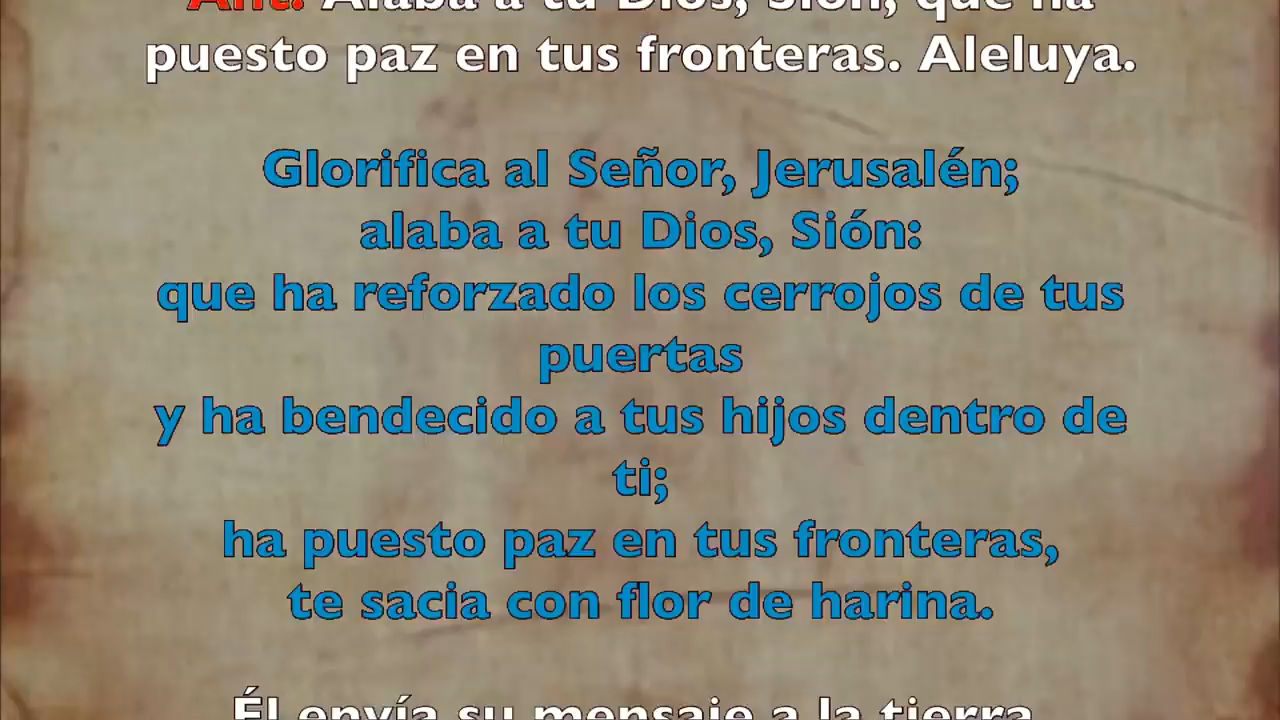 Ant. Alaba a tu Dios, Sión, que ha
puesto paz en tus fronteras. Aleluya.
Glorifica al Señor, Jerusalén;
alaba a tu Dios, Sión:
que ha reforzado los cerrojos de tus
puertas
y ha bendecido a tus hijos dentro de
ti;
ha puesto paz en tus fronteras,
te sacia con flor de harina.
Él envía su mensaje a la tierra